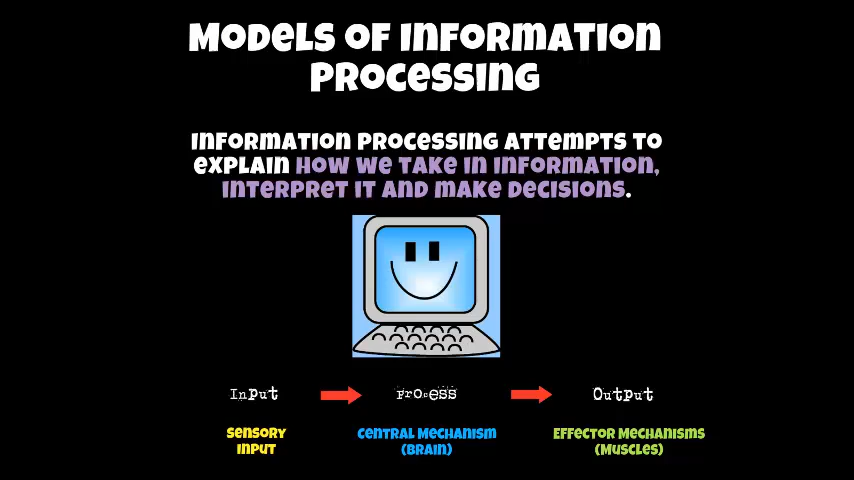 Models of Information
Processing
Information processing attempts to
explain how we take in information,
interpret it and make decisions.
Input Process Output
Sensory Input
Central Mechanism (Brain)
Effector Mechanisms (Muscles)